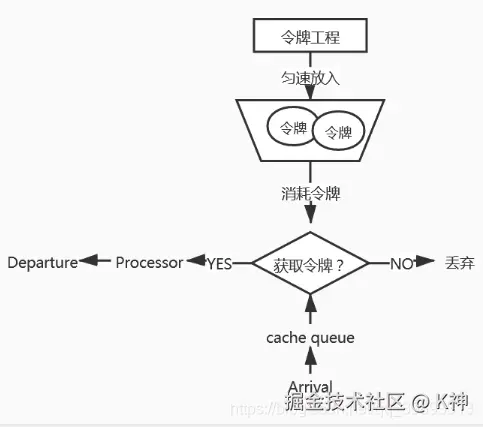 令牌工程
匀速放入
令牌 令牌
消耗令牌
Departure Processor YES 获取令牌？ NO 丢弃
cache queue
Arrival
掘金技术社区 @ K神